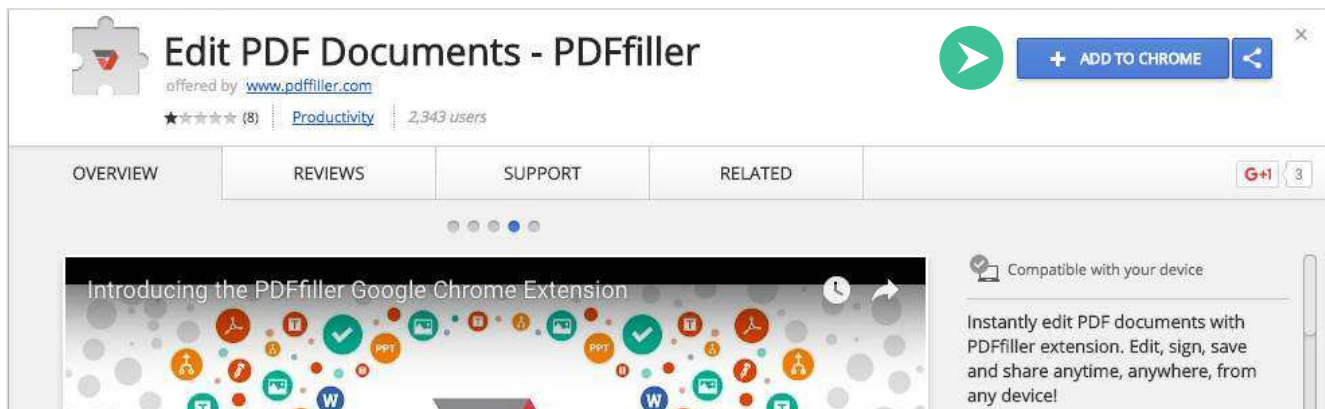 Edit PDF Documents - PDFfiller
+ ADD TO CHROME
offered by www.pdffiller.com
(8) Productivity 2,343 users
OVERVIEW REVIEWS SUPPORT RELATED
G+1 3
Introducing the PDFfiller Google Chrome Extension
Compatible with your device
Instantly edit PDF documents with
PDFfiller extension. Edit, sign, save
and share anytime, anywhere, from
any device!
T
PPT
T
T
PPT
T
T
W
W
T